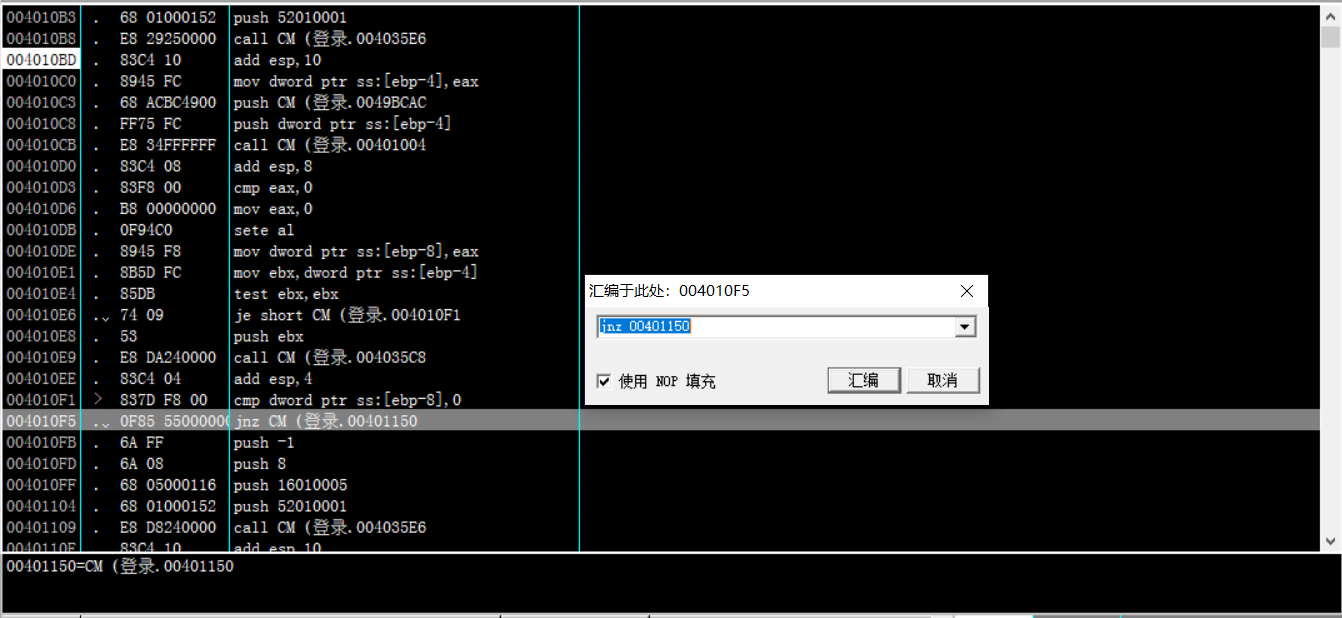 004010B3 . 68 01000152 push 52010001
004010B8 . E8 29250000 call CM (登录.004035E6
004010BD . 83C4 10 add esp,10
004010C0 . 8945 FC mov dword ptr ss:[ebp-4],eax
004010C3 . 68 ACBC4900 push CM (登录.0049BCAC
004010C8 . FF75 FC push dword ptr ss:[ebp-4]
004010CB . E8 34FFFFFF call CM (登录.00401004
004010D0 . 83C4 08 add esp,8
004010D3 . 83F8 00 cmp eax,0
004010D6 . B8 00000000 mov eax,0
004010DB . 0F94C0 sete al
004010DE . 8945 F8 mov dword ptr ss:[ebp-8],eax
004010E1 . 8B5D FC mov ebx,dword ptr ss:[ebp-4]
004010E4 . 85DB test ebx,ebx
004010E6 .. 74 09 je short CM (登录.004010F1
004010E8 . 53 push ebx
004010E9 . E8 DA240000 call CM (登录.004035C8
004010EE . 83C4 04 add esp,4
004010F1 > 837D F8 00 cmp dword ptr ss:[ebp-8],0
004010F5 .. 0F85 55000000 jnz CM (登录.00401150
004010FB . 6A FF push -1
004010FD . 6A 08 push 8
004010FF . 68 05000116 push 16010005
00401104 . 68 01000152 push 52010001
00401109 . E8 D8240000 call CM (登录.004035E6
0040110E . 83C4 10 add esp,10
汇编于此处：004010F5
jnz 00401150
使用 NOP 填充
汇编
取消
00401150=CM (登录.00401150